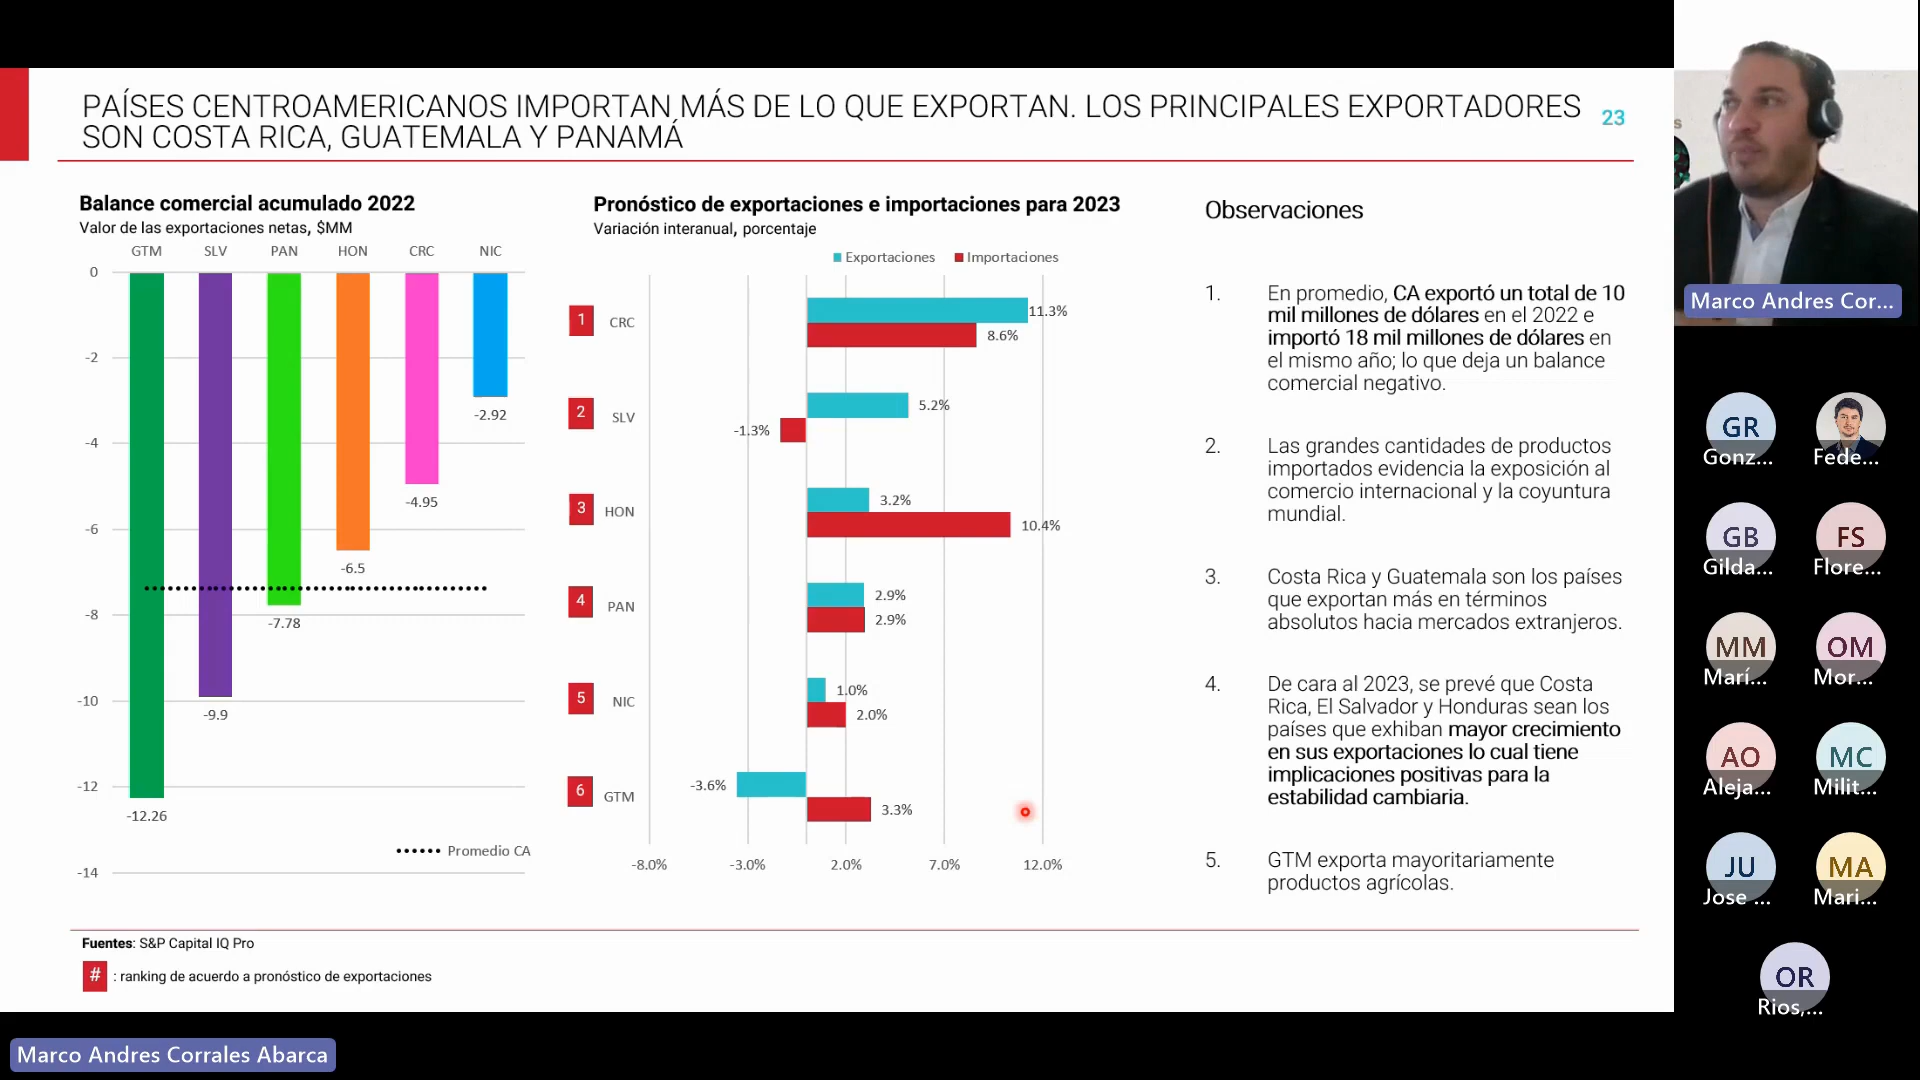 PAÍSES CENTROAMERICANOS IMPORTAN MÁS DE LO QUE EXPORTAN. LOS PRINCIPALES EXPORTADORES
SON COSTA RICA, GUATEMALA Y PANAMÁ
23
Balance comercial acumulado 2022
Valor de las exportaciones netas, $MM
GTM SLV PAN HON CRC NIC
0
-2
-4
-6
-8
-10
-12
-14
-12.26
-9.9
-7.78
-6.5
-4.95
-2.92
Promedio CA
Pronóstico de exportaciones e importaciones para 2023
Variación interanual, porcentaje
Exportaciones Importaciones
1 CRC 11.3%
8.6%
2 SLV 5.2%
-1.3%
3 HON 3.2%
10.4%
4 PAN 2.9%
2.9%
5 NIC 1.0%
2.0%
6 GTM -3.6%
3.3%
-8.0% -3.0% 2.0% 7.0% 12.0%
Observaciones
1. En promedio, CA exportó un total de 10
mil millones de dólares en el 2022 e
importó 18 mil millones de dólares en
el mismo año; lo que deja un balance
comercial negativo.
2. Las grandes cantidades de productos
importados evidencia la exposición al
comercio internacional y la coyuntura
mundial.
3. Costa Rica y Guatemala son los países
que exportan más en términos
absolutos hacia mercados extranjeros.
4. De cara al 2023, se prevé que Costa
Rica, El Salvador y Honduras sean los
países que exhiban mayor crecimiento
en sus exportaciones lo cual tiene
implicaciones positivas para la
estabilidad cambiaria.
5. GTM exporta mayoritariamente
productos agrícolas.
Fuentes: S&P Capital IQ Pro
# : ranking de acuerdo a pronóstico de exportaciones
Marco Andres Corrales Abarca
s
Marco Andres Cor...
GR
Gonz...
Fede...
GB
Gilda...
FS
Flore...
MM
Marí...
OM
Mor...
AO
Aleja...
MC
Milit...
JU
Jose ...
MA
Mari...
OR
Rios,...